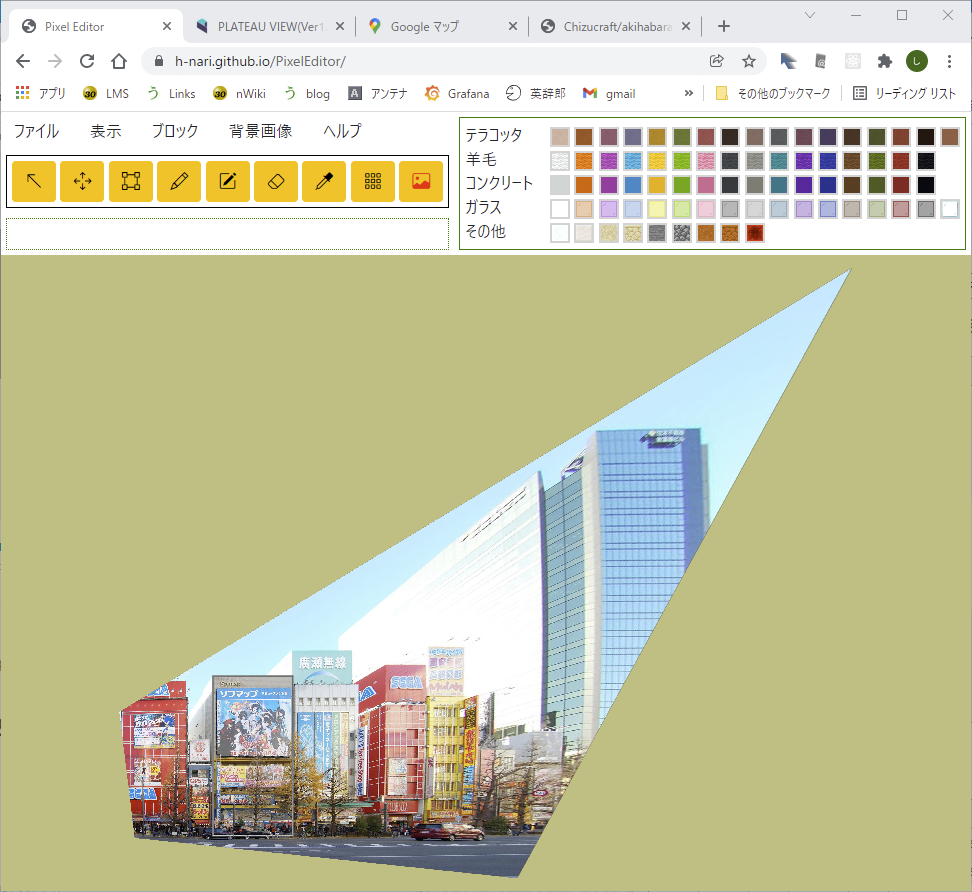 Pixel Editor
PLATEAU VIEW(Ver1.
Google マップ
Chizucraft/akihabara
h-nari.github.io/PixelEditor/
アプリ
30 LMS
Links
30 nWiki
blog
A アンテナ
Grafana
英辞郎
gmail
»
その他のブックマーク
リーディング リスト
ファイル 表示 ブロック 背景画像 ヘルプ
テラコッタ
羊毛
コンクリート
ガラス
その他
廣瀬無線
SEGA
ソフマップ
SEGA